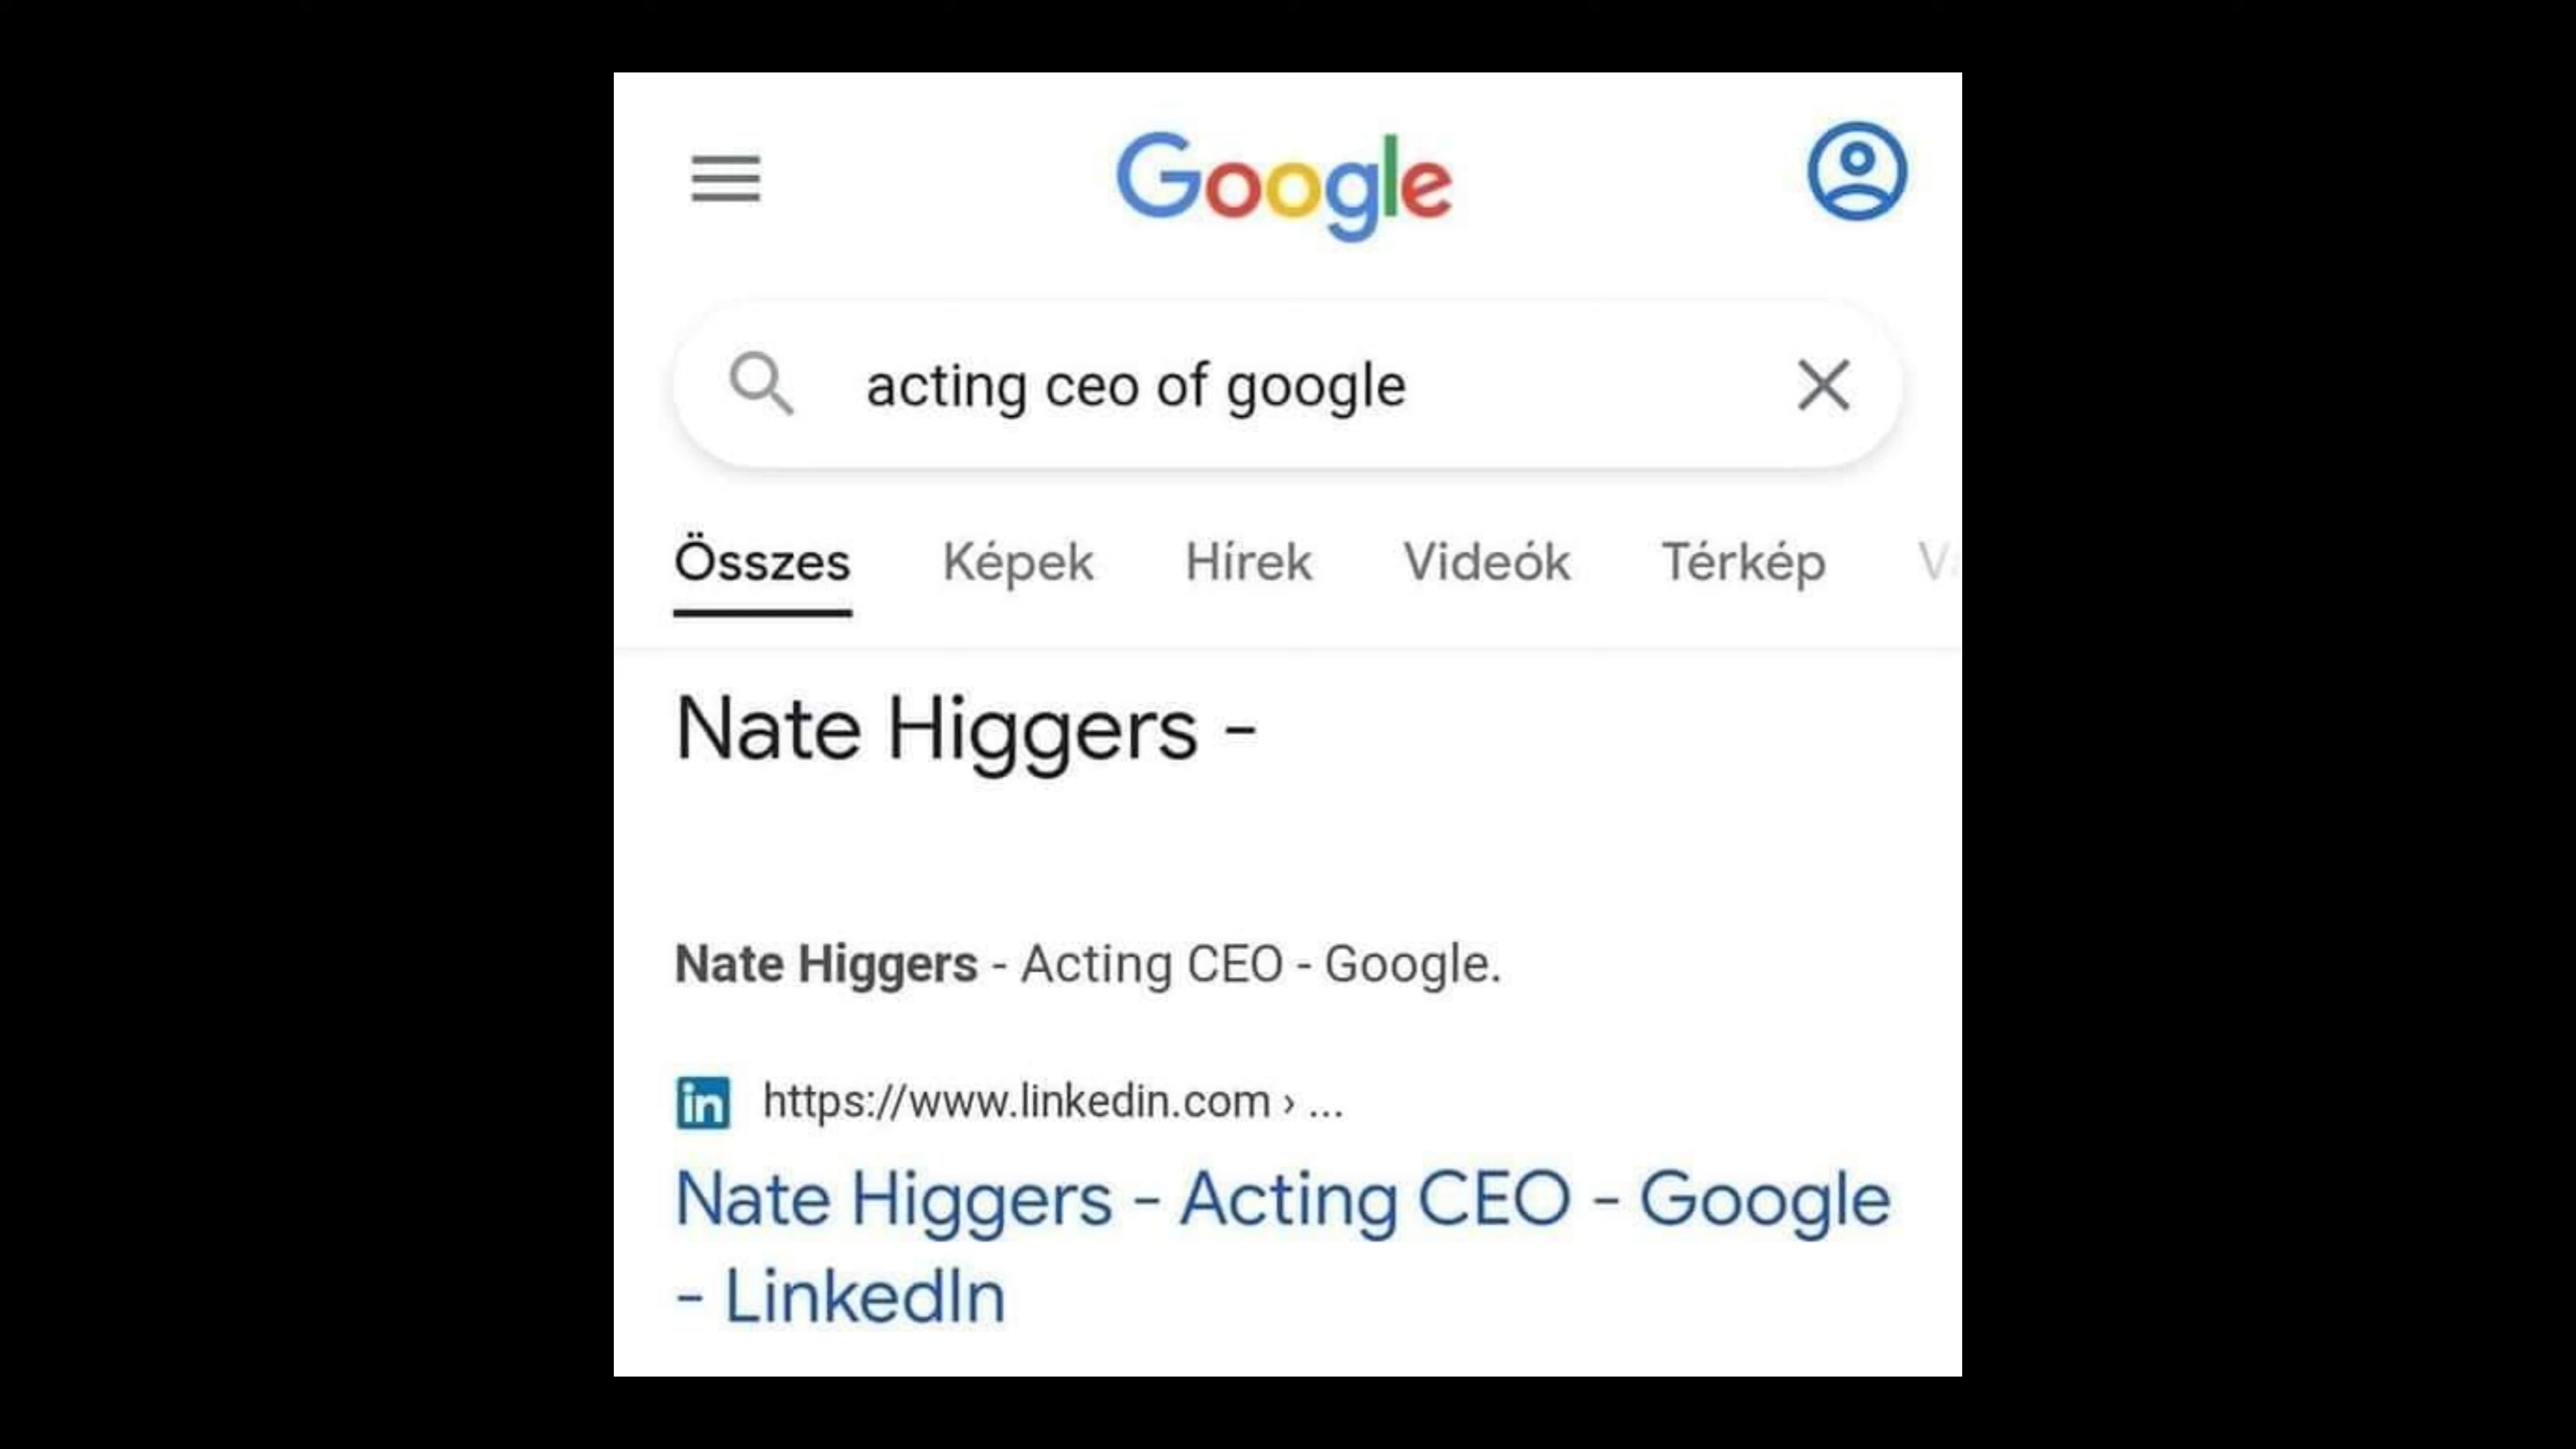 Google
acting ceo of google
Összes Képek Hírek Videók Térkép
Nate Higgers -
Nate Higgers - Acting CEO - Google.
in https://www.linkedin.com › ...
Nate Higgers - Acting CEO - Google
- LinkedIn